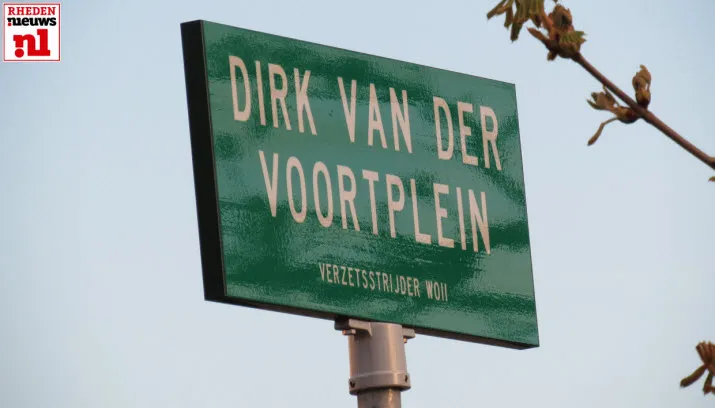 RHEDEN
nieuws
.nl
DIRK VAN DER
VOORTPLEIN
VERZETSSTRIJDER WOII